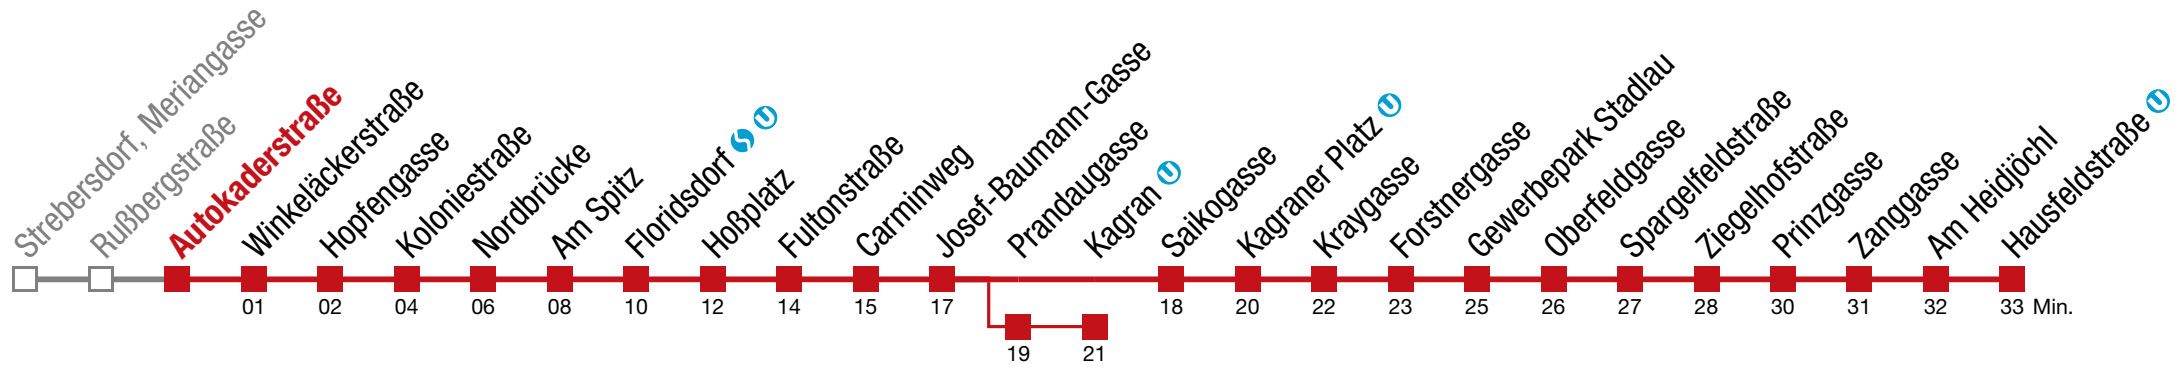 Strebersdorf, Meriangasse
Rußbergstraße
Autokaderstraße
Winkeläckerstraße
Hopfengasse
Koloniestraße
Nordbrücke
Am Spitz
Floridsdorf
Hoßplatz
Fultonstraße
Carminweg
Josef-Baumann-Gasse
Prandaugasse
Kagran
Saikogasse
Kagraner Platz
Kraygasse
Forstnergasse
Gewerbepark Stadlau
Oberfeldgasse
Spargelfeldstraße
Ziegelhofstraße
Prinzgasse
Zanggasse
Am Heidjöchl
Hausfeldstraße
01 02 04 06 08 10 12 14 15 17 18 20 22 23 25 26 27 28 30 31 32 33 Min.
19 21